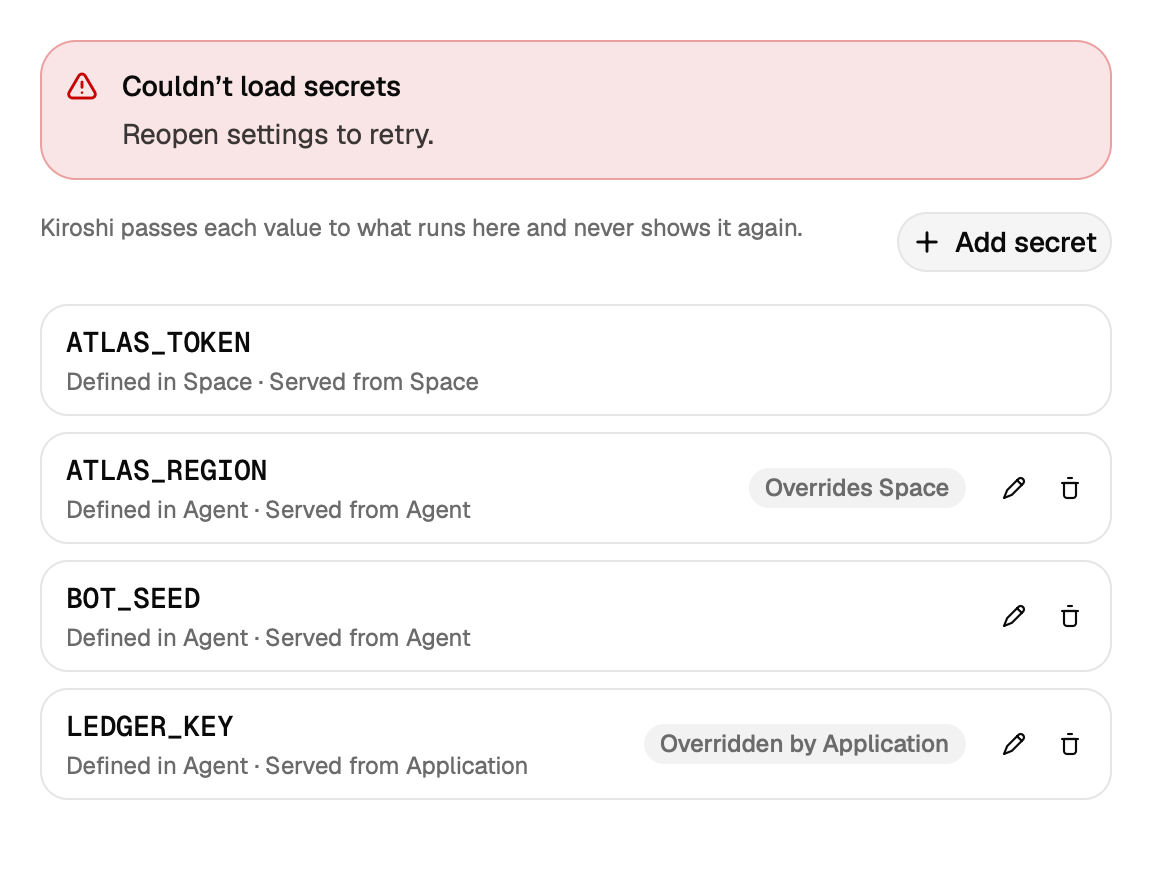 Couldn’t load secrets
Reopen settings to retry.
Kiroshi passes each value to what runs here and never shows it again.
Add secret
ATLAS_TOKEN
Defined in Space · Served from Space
ATLAS_REGION
Defined in Agent · Served from Agent
Overrides Space
BOT_SEED
Defined in Agent · Served from Agent
LEDGER_KEY
Defined in Agent · Served from Application
Overridden by Application